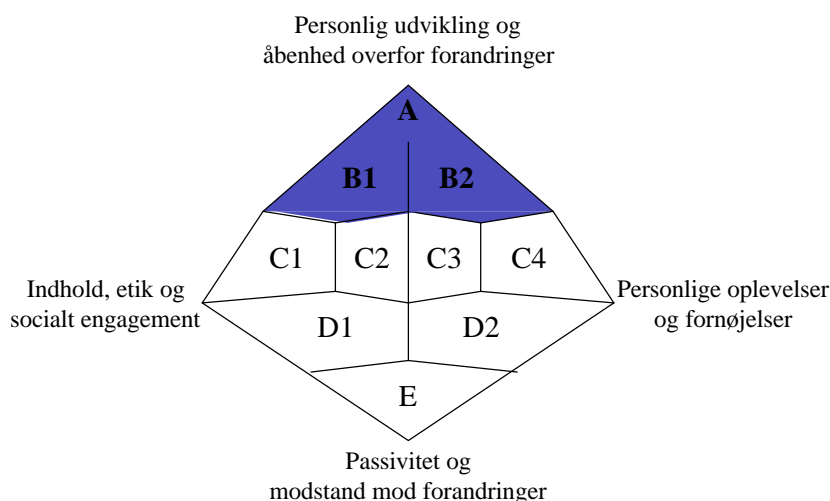 Personlig udvikling og
åbenhed overfor forandringer
A
B1 B2
C1 C2 C3 C4
Indhold, etik og
socialt engagement
Personlige oplevelser
og fornøjelser
D1 D2
E
Passivitet og
modstand mod forandringer